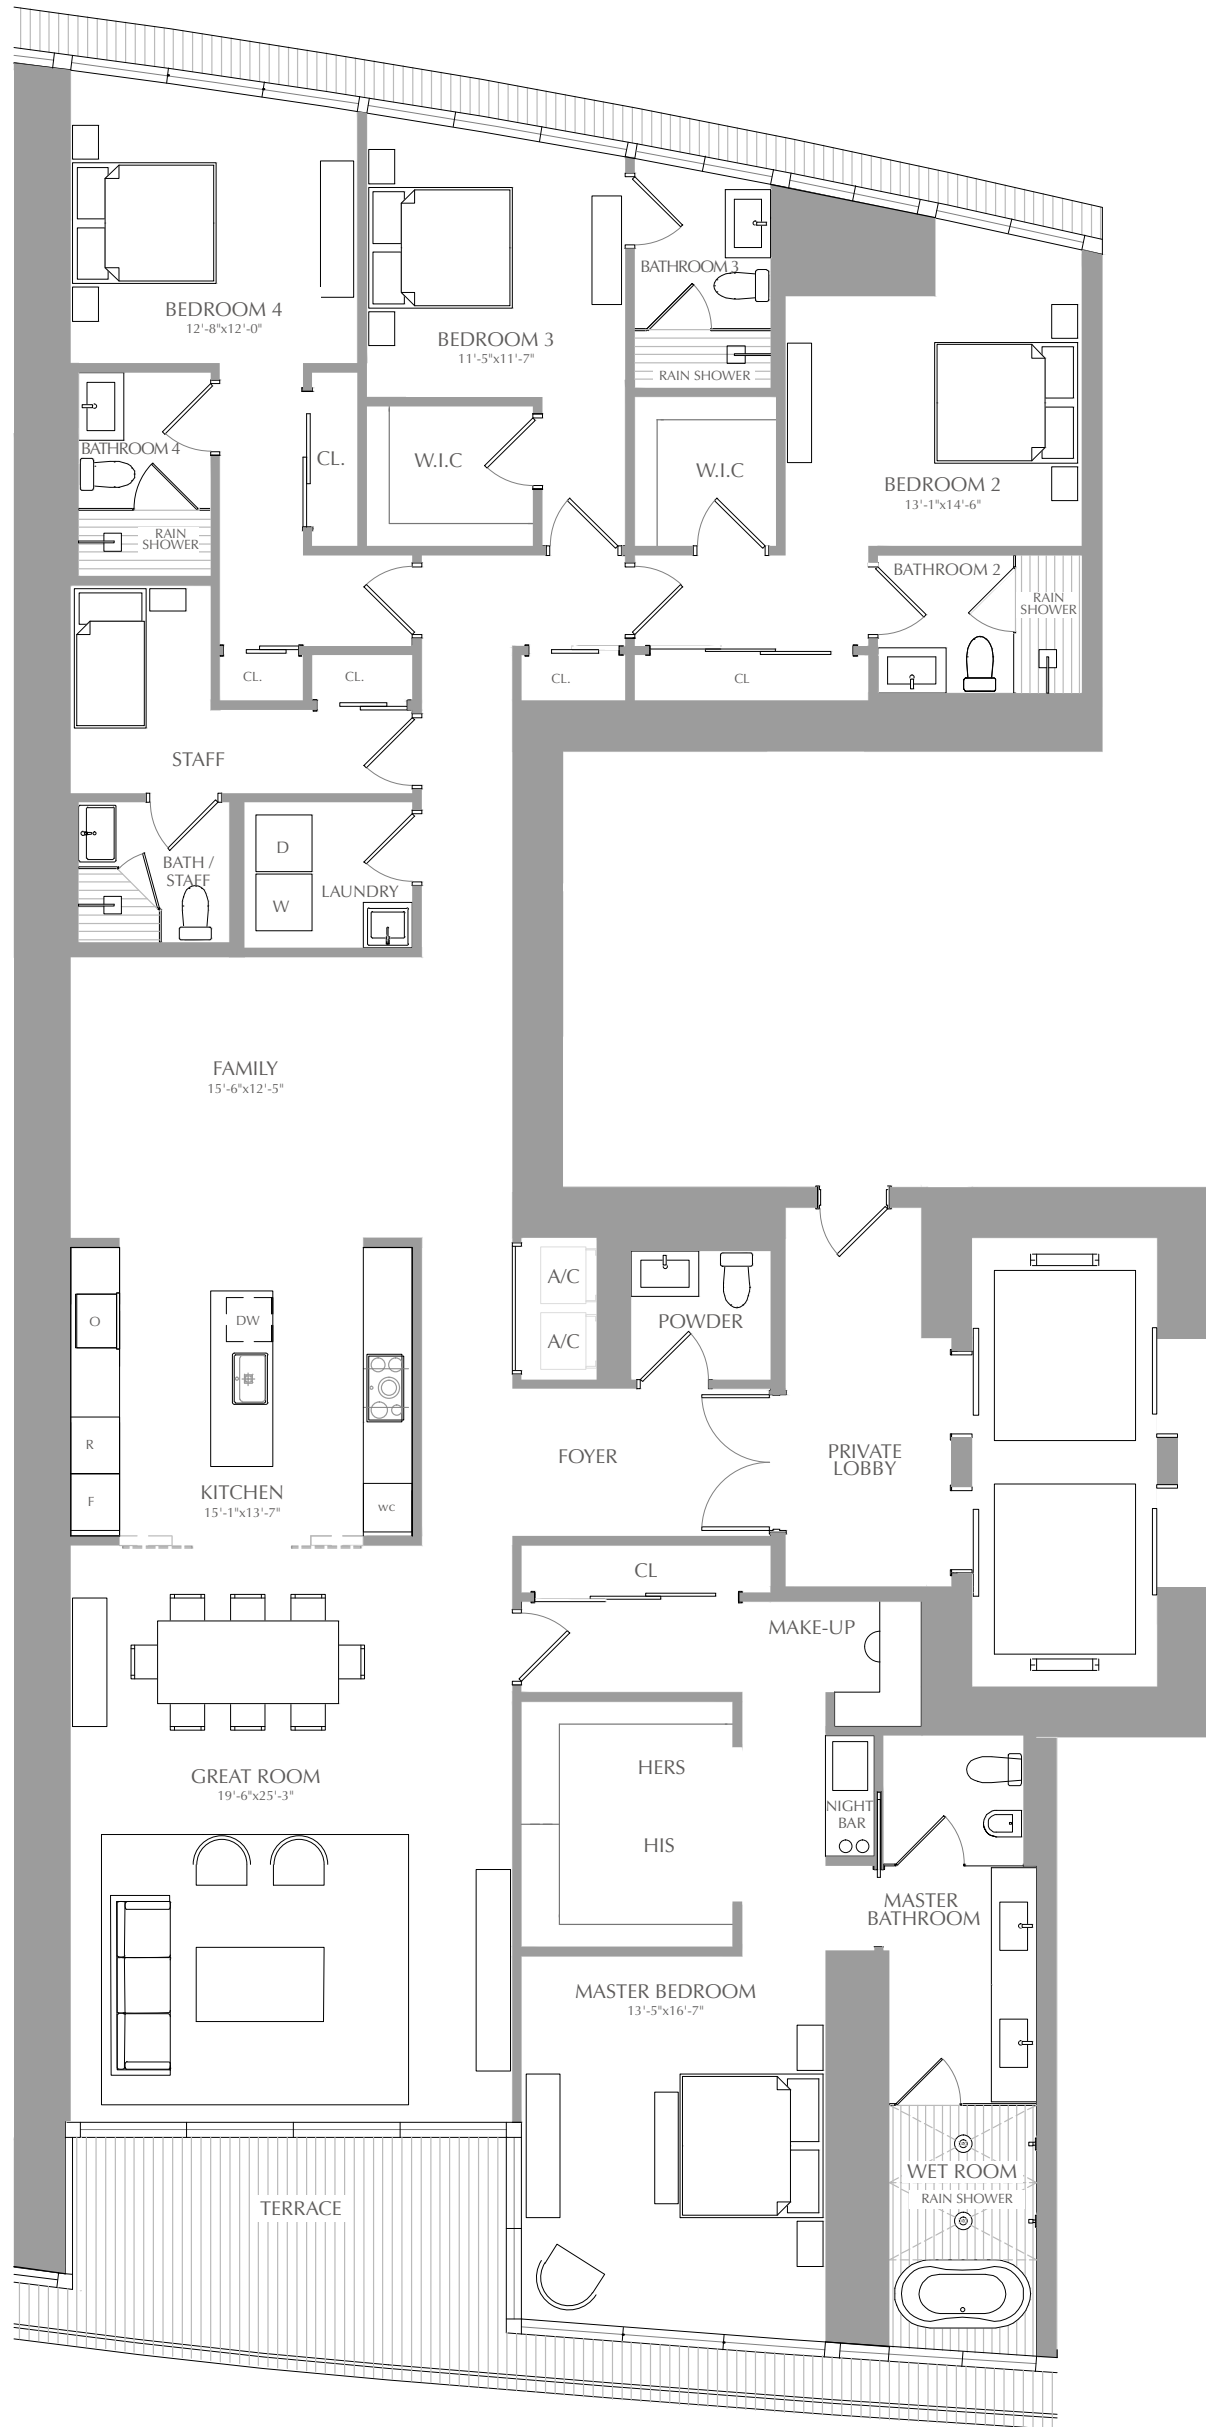 BATHROOM 3
BEDROOM 4
12'-8"x12'-0"
BEDROOM 3
11'-5"x11'-7"
RAIN SHOWER
BATHROOM 4
CL.
W.I.C
W.I.C
BEDROOM 2
13'-1"x14'-6"
RAIN
SHOWER
BATHROOM 2
RAIN
SHOWER
CL.
CL.
CL.
CL
STAFF
BATH /
STAFF
D
W
LAUNDRY
FAMILY
15'-6"x12'-5"
A/C
A/C
O
DW
POWDER
R
F
WC
KITCHEN
15'-1"x13'-7"
FOYER
PRIVATE
LOBBY
CL
MAKE-UP
GREAT ROOM
19'-6"x25'-3"
HERS
HIS
NIGHT
BAR
MASTER
BATHROOM
MASTER BEDROOM
13'-5"x16'-7"
WET ROOM
RAIN SHOWER
TERRACE